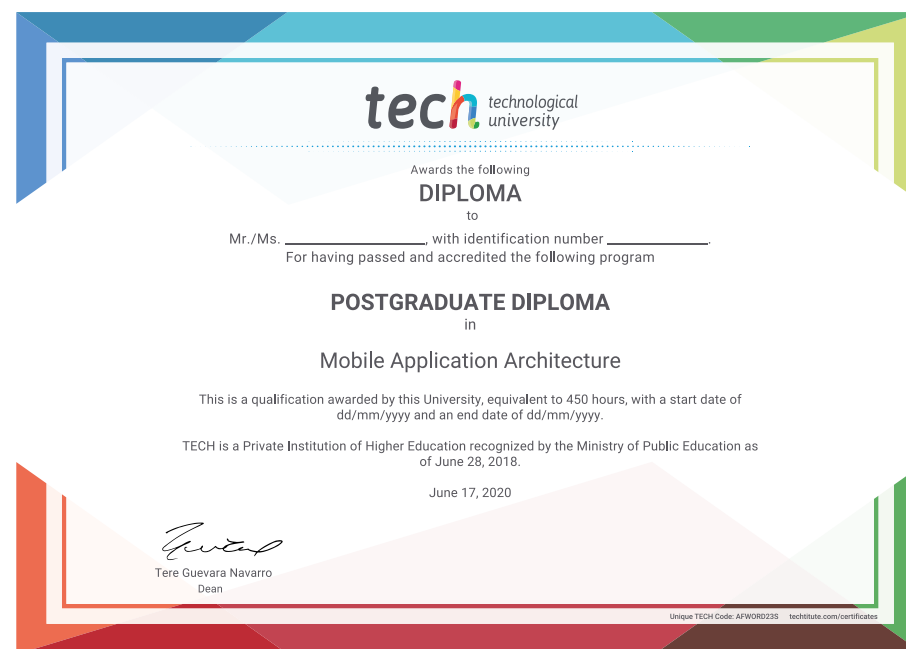 tech technological
university
Awards the following
DIPLOMA
to
Mr./Ms. ________________, with identification number ____________.
For having passed and accredited the following program
POSTGRADUATE DIPLOMA
in
Mobile Application Architecture
This is a qualification awarded by this University, equivalent to 450 hours, with a start date of
dd/mm/yyyy and an end date of dd/mm/yyyy.
TECH is a Private Institution of Higher Education recognized by the Ministry of Public Education as
of June 28, 2018.
June 17, 2020
Tere Guevara Navarro
Dean
Unique TECH Code: AFWORD23S techtitute.com/certificates